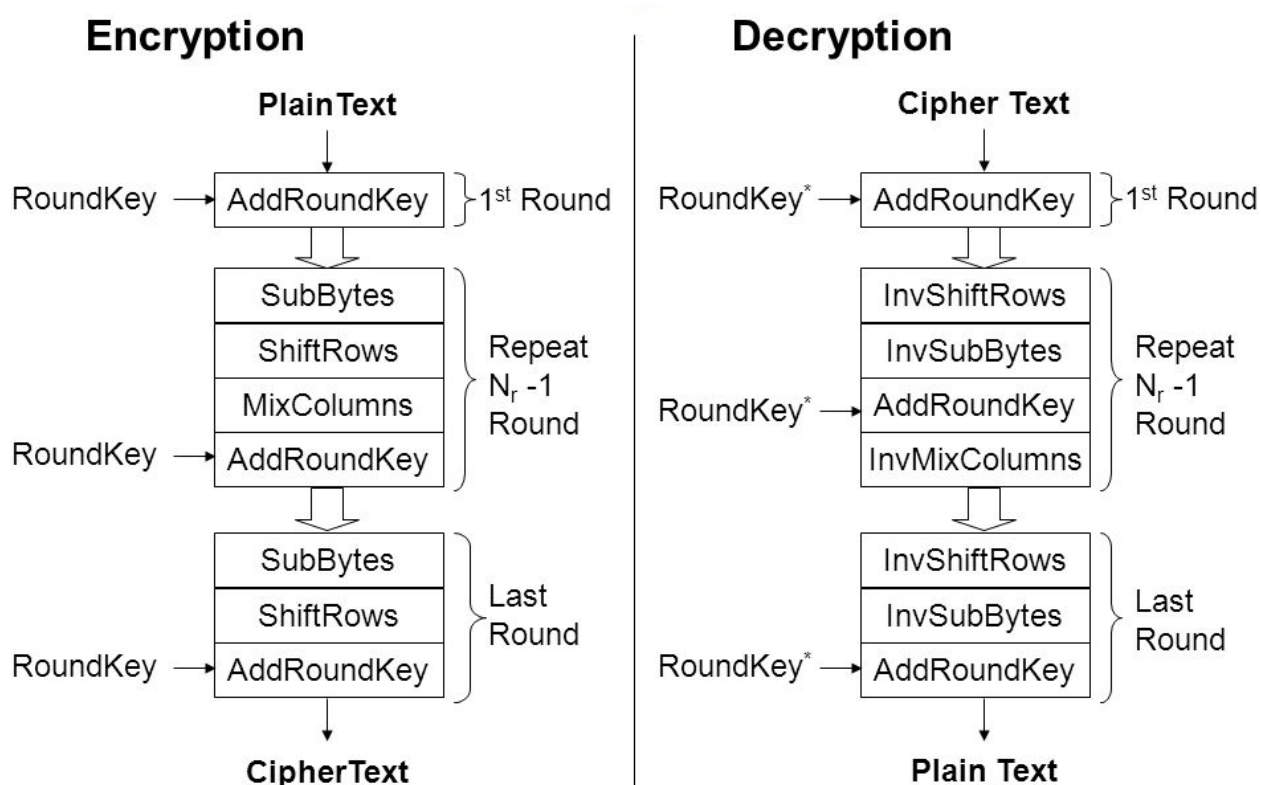 Encryption
PlainText
RoundKey
AddRoundKey
1st Round
SubBytes
ShiftRows
MixColumns
RoundKey
AddRoundKey
Repeat
Nr -1
Round
SubBytes
ShiftRows
RoundKey
AddRoundKey
Last
Round
CipherText
Decryption
Cipher Text
RoundKey*
AddRoundKey
1st Round
InvShiftRows
InvSubBytes
RoundKey*
AddRoundKey
InvMixColumns
Repeat
Nr -1
Round
InvShiftRows
InvSubBytes
RoundKey*
AddRoundKey
Last
Round
Plain Text